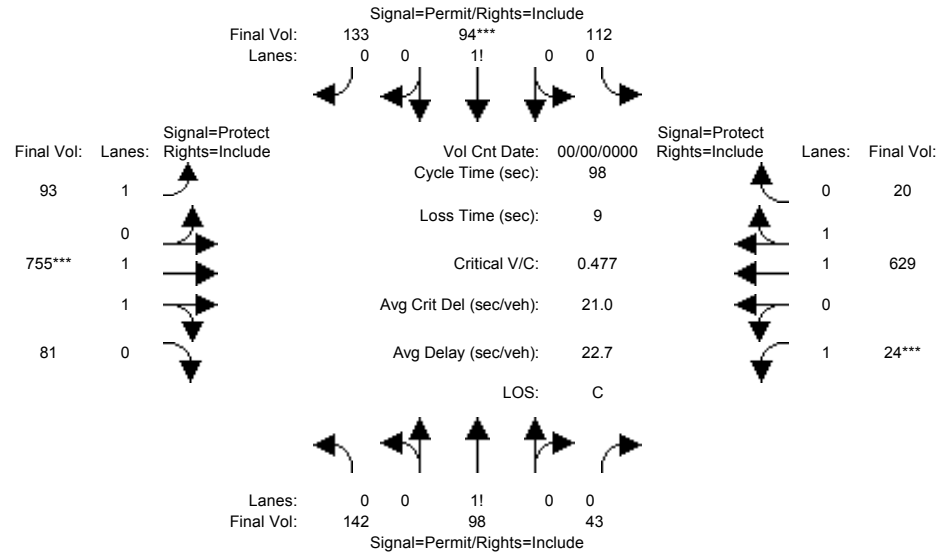 Signal=Permit/Rights=Include
Final Vol: 133 94*** 112
Lanes: 0 0 1! 0 0
Signal=Protect Signal=Protect
Final Vol: Lanes: Rights=Include Vol Cnt Date: 00/00/0000 Rights=Include Lanes: Final Vol:
93 1 Cycle Time (sec): 98 0 20
0 Loss Time (sec): 9 1
755*** 1 Critical V/C: 0.477 1 629
1 Avg Crit Del (sec/veh): 21.0 0
81 0 Avg Delay (sec/veh): 22.7 1 24***
LOS: C
Lanes: 0 0 1! 0 0
Final Vol: 142 98 43
Signal=Permit/Rights=Include